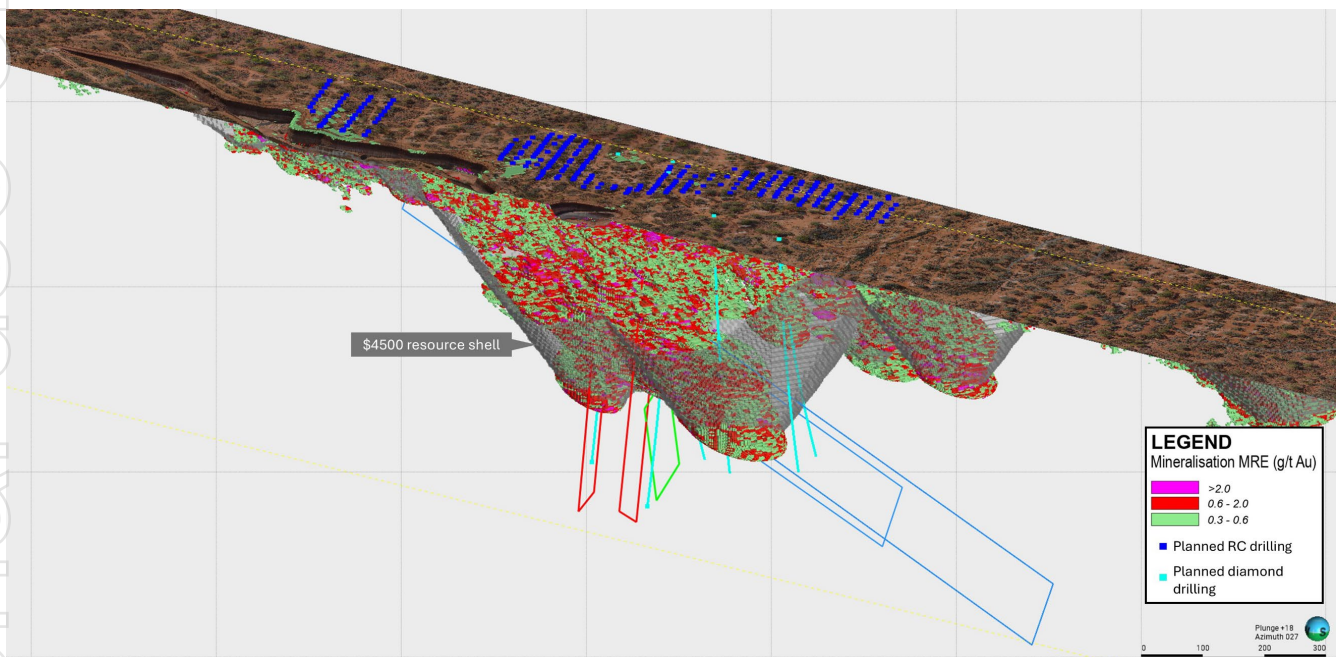 $4500 resource shell
LEGEND
Mineralisation MRE (g/t Au)
>2.0
0.6 - 2.0
0.3 - 0.6
Planned RC drilling
Planned diamond
drilling
Plunge +18
Azimuth 027
0 100 200 300